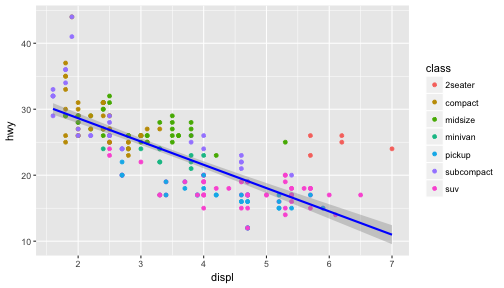 40
30
20
10
hwy
2
3
4
5
6
7
displ
class
2seater
compact
midsize
minivan
pickup
subcompact
suv